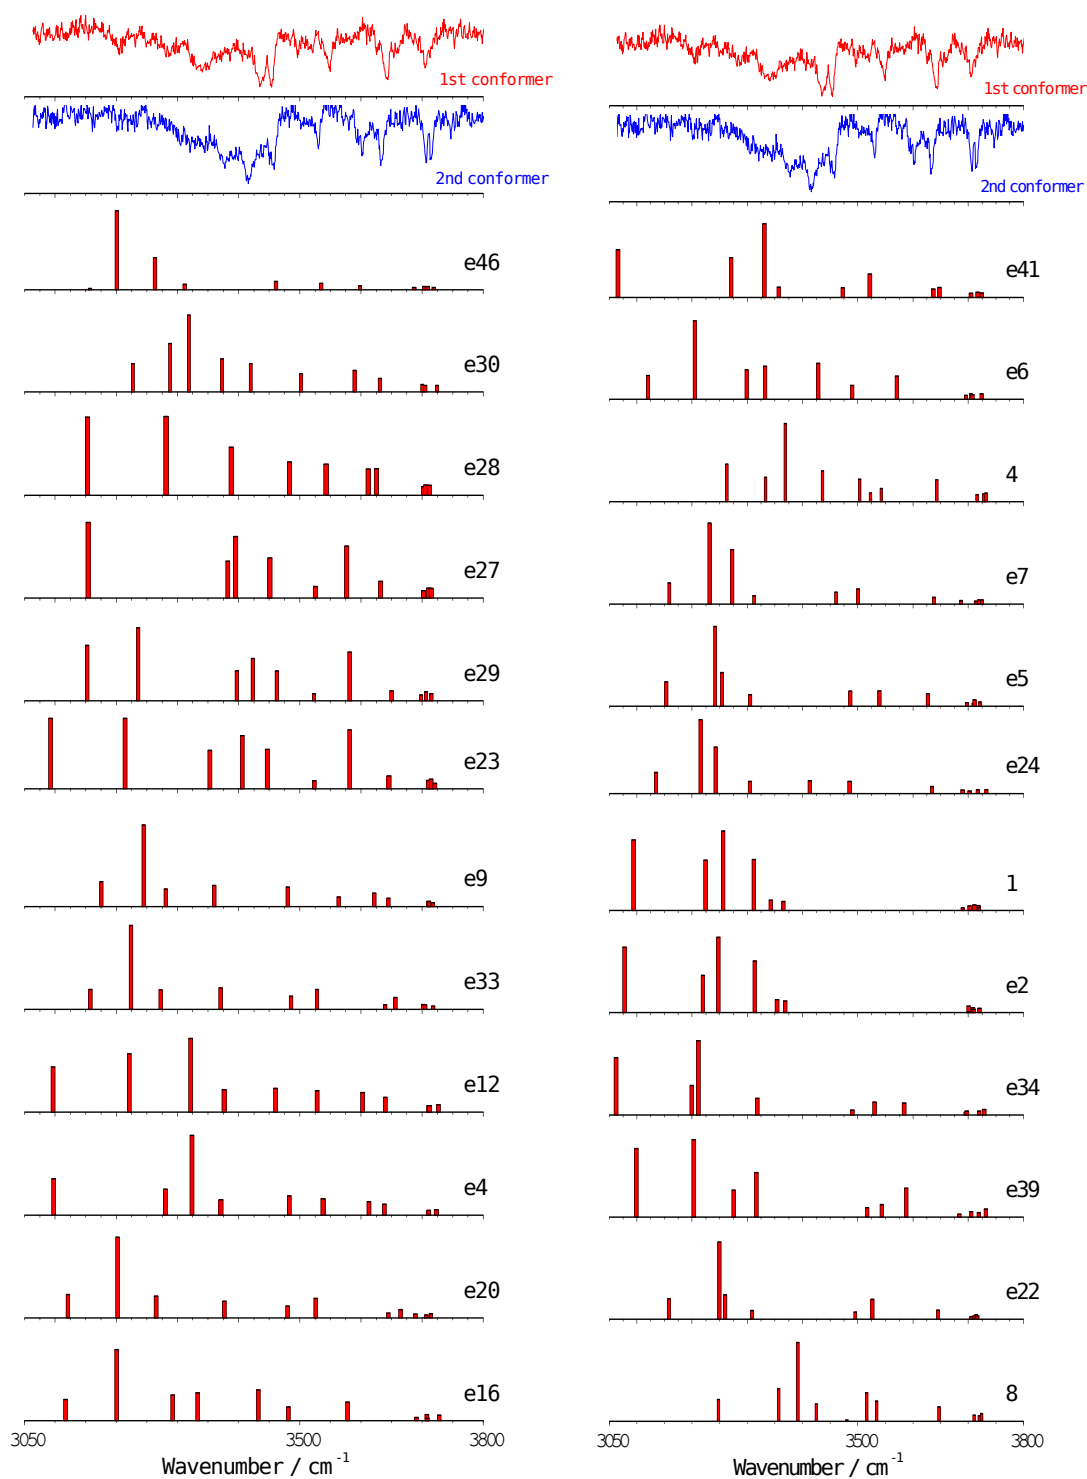 1st conformer
2nd conformer
e46
e30
e28
e27
e29
e23
e9
e33
e12
e4
e20
e16
3050
3500
3800
Wavenumber / cm⁻¹
1st conformer
2nd conformer
e41
e6
4
e7
e5
e24
1
e2
e34
e39
e22
8
3050
3500
3800
Wavenumber / cm⁻¹